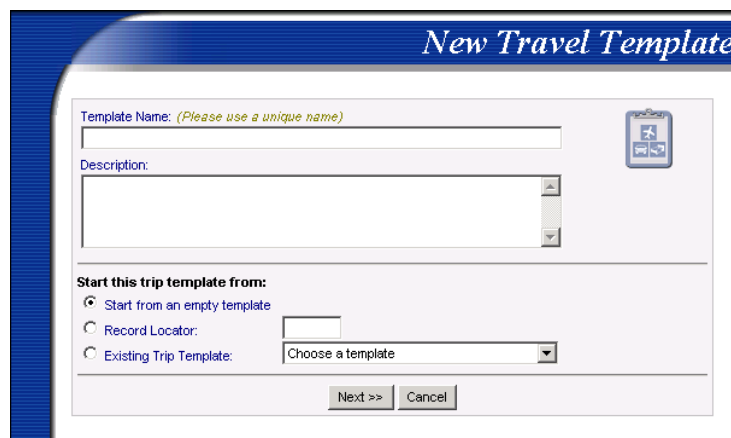 New Travel Template
Template Name: (Please use a unique name)
Description:
Start this trip template from:
Start from an empty template
Record Locator:
Existing Trip Template: Choose a template
Next >> Cancel